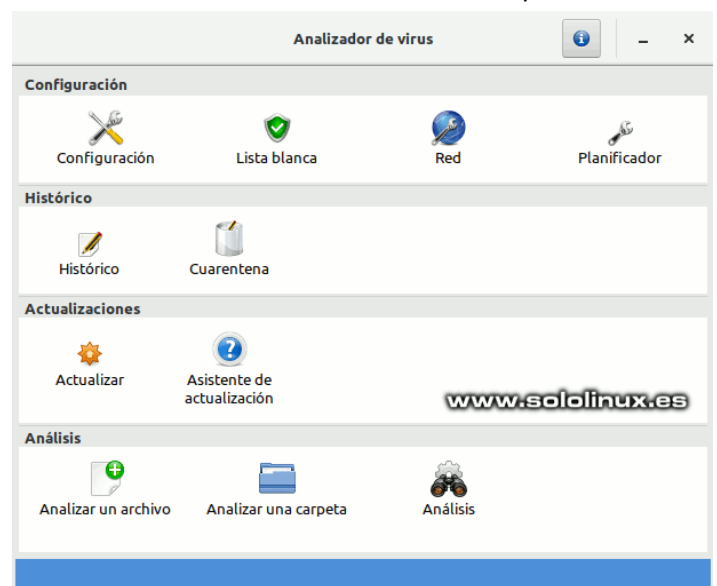 Analizador de virus
Configuración
Configuración
Lista blanca
Red
Planificador
Histórico
Histórico
Cuarentena
Actualizaciones
Actualizar
Asistente de
actualización
www.sololinux.es
Análisis
Analizar un archivo
Analizar una carpeta
Análisis